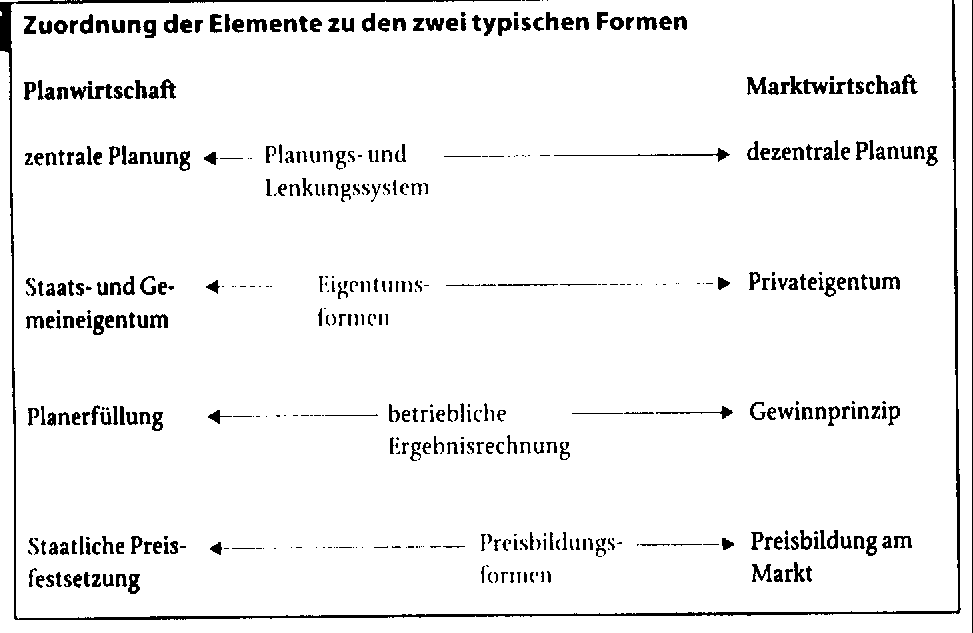 Zuordnung der Elemente zu den zwei typischen Formen
Planwirtschaft
Marktwirtschaft
zentrale Planung
Planungs- und
Lenkungssystem
dezentrale Planung
Staats- und Ge-
meineigentum
Eigentums-
formen
Privateigentum
Planerfüllung
betriebliche
Ergebnisrechnung
Gewinnprinzip
Staatliche Preis-
festsetzung
Preisbildungs-
formen
Preisbildung am
Markt